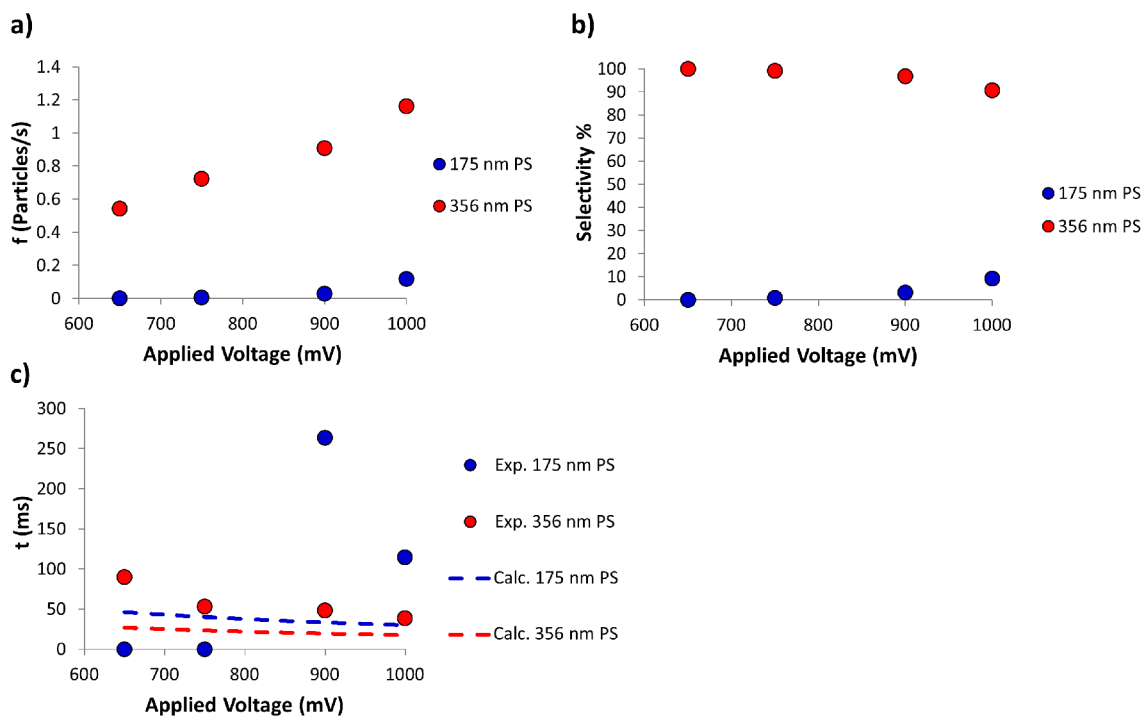 a)
1.4
1.2
1
0.8
0.6
0.4
0.2
0
600 700 800 900 1000
f (Particles/s)
Applied Voltage (mV)
175 nm PS
356 nm PS
b)
100
90
80
70
60
50
40
30
20
10
0
600 700 800 900 1000
Selectivity %
Applied Voltage (mV)
175 nm PS
356 nm PS
c)
300
250
200
150
100
50
0
600 700 800 900 1000
t (ms)
Applied Voltage (mV)
Exp. 175 nm PS
Exp. 356 nm PS
Calc. 175 nm PS
Calc. 356 nm PS